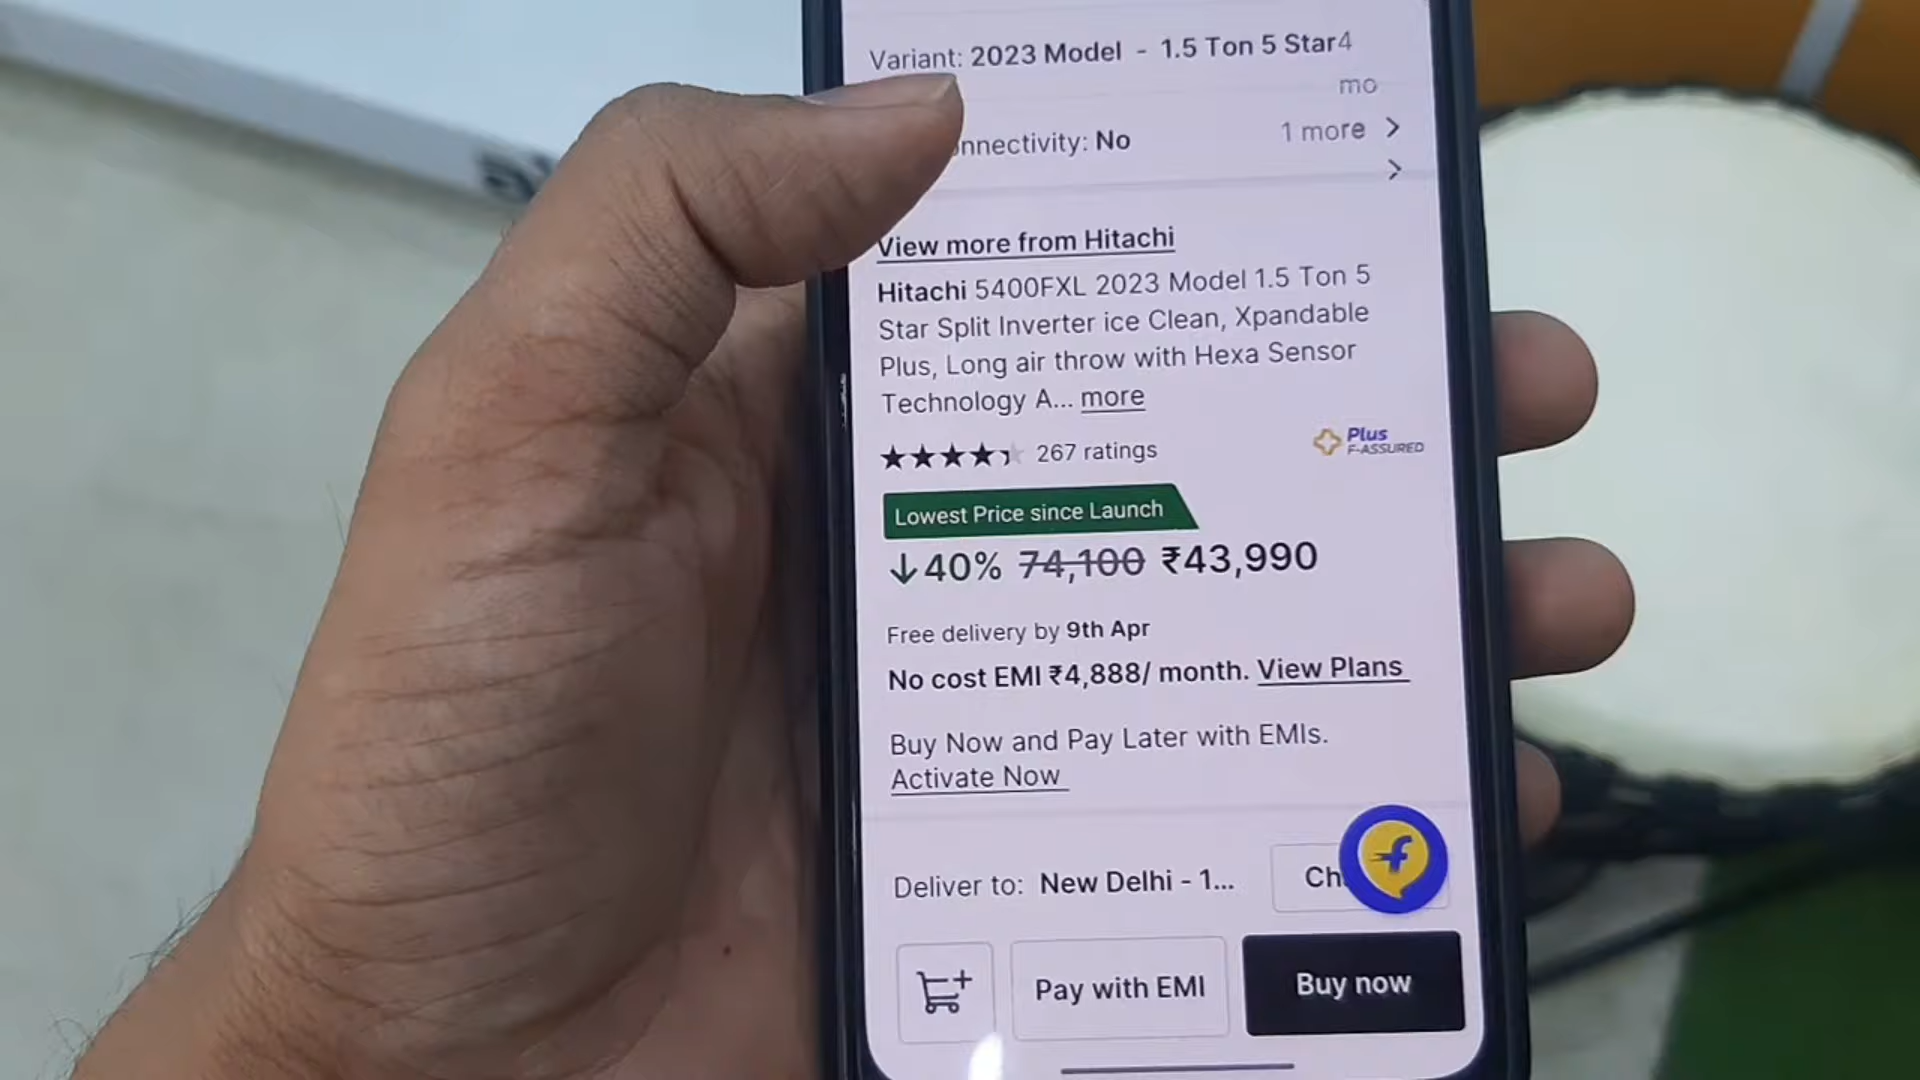 Variant: 2023 Model - 1.5 Ton 5 Star4
mo
nnectivity: No
1 more
View more from Hitachi
Hitachi 5400FXL 2023 Model 1.5 Ton 5
Star Split Inverter ice Clean, Xpandable
Plus, Long air throw with Hexa Sensor
Technology A... more
267 ratings
Plus
F-ASSURED
Lowest Price since Launch
↓40% 74,100 ₹43,990
Free delivery by 9th Apr
No cost EMI ₹4,888/ month. View Plans
Buy Now and Pay Later with EMIs.
Activate Now
Deliver to: New Delhi - 1...
Ch
f
Pay with EMI
Buy now